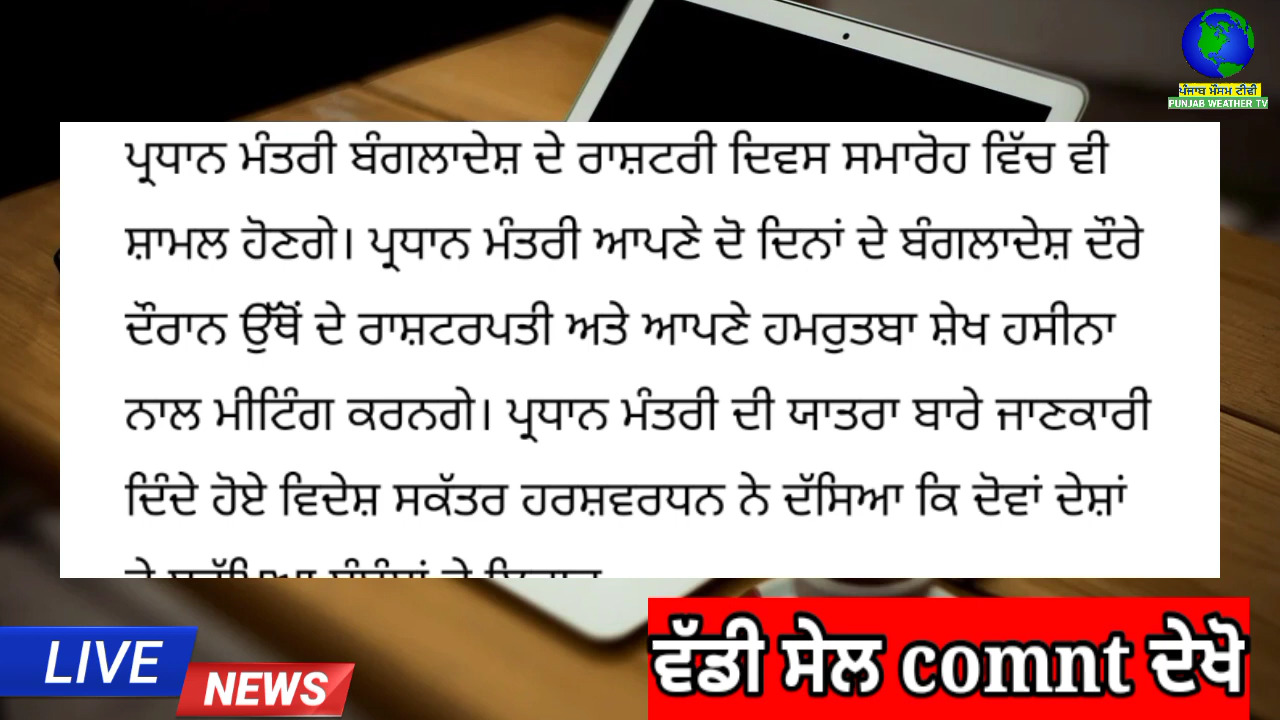 ਪੰਜਾਬ ਮੌਸਮ ਟੀਵੀ
PUNJAB WEATHER TV
ਪ੍ਰਧਾਨ ਮੰਤਰੀ ਬੰਗਲਾਦੇਸ਼ ਦੇ ਰਾਸ਼ਟਰੀ ਦਿਵਸ ਸਮਾਰੋਹ ਵਿੱਚ ਵੀ
ਸ਼ਾਮਲ ਹੋਣਗੇ। ਪ੍ਰਧਾਨ ਮੰਤਰੀ ਆਪਣੇ ਦੋ ਦਿਨਾਂ ਦੇ ਬੰਗਲਾਦੇਸ਼ ਦੌਰੇ
ਦੌਰਾਨ ਉੱਥੋਂ ਦੇ ਰਾਸ਼ਟਰਪਤੀ ਅਤੇ ਆਪਣੇ ਹਮਰੁਤਬਾ ਸ਼ੇਖ ਹਸੀਨਾ
ਨਾਲ ਮੀਟਿੰਗ ਕਰਨਗੇ। ਪ੍ਰਧਾਨ ਮੰਤਰੀ ਦੀ ਯਾਤਰਾ ਬਾਰੇ ਜਾਣਕਾਰੀ
ਦਿੰਦੇ ਹੋਏ ਵਿਦੇਸ਼ ਸਕੱਤਰ ਹਰਸ਼ਵਰਧਨ ਨੇ ਦੱਸਿਆ ਕਿ ਦੋਵਾਂ ਦੇਸ਼ਾਂ
ਵੱਡੀ ਸੇਲ comnt ਦੇਖੋ
LIVE
NEWS